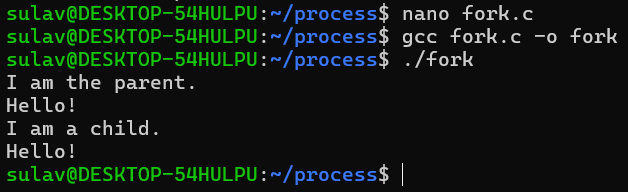 sulav@DESKTOP-54HULPU:~/process$ nano fork.c
sulav@DESKTOP-54HULPU:~/process$ gcc fork.c -o fork
sulav@DESKTOP-54HULPU:~/process$ ./fork
I am the parent.
Hello!
I am a child.
Hello!
sulav@DESKTOP-54HULPU:~/process$